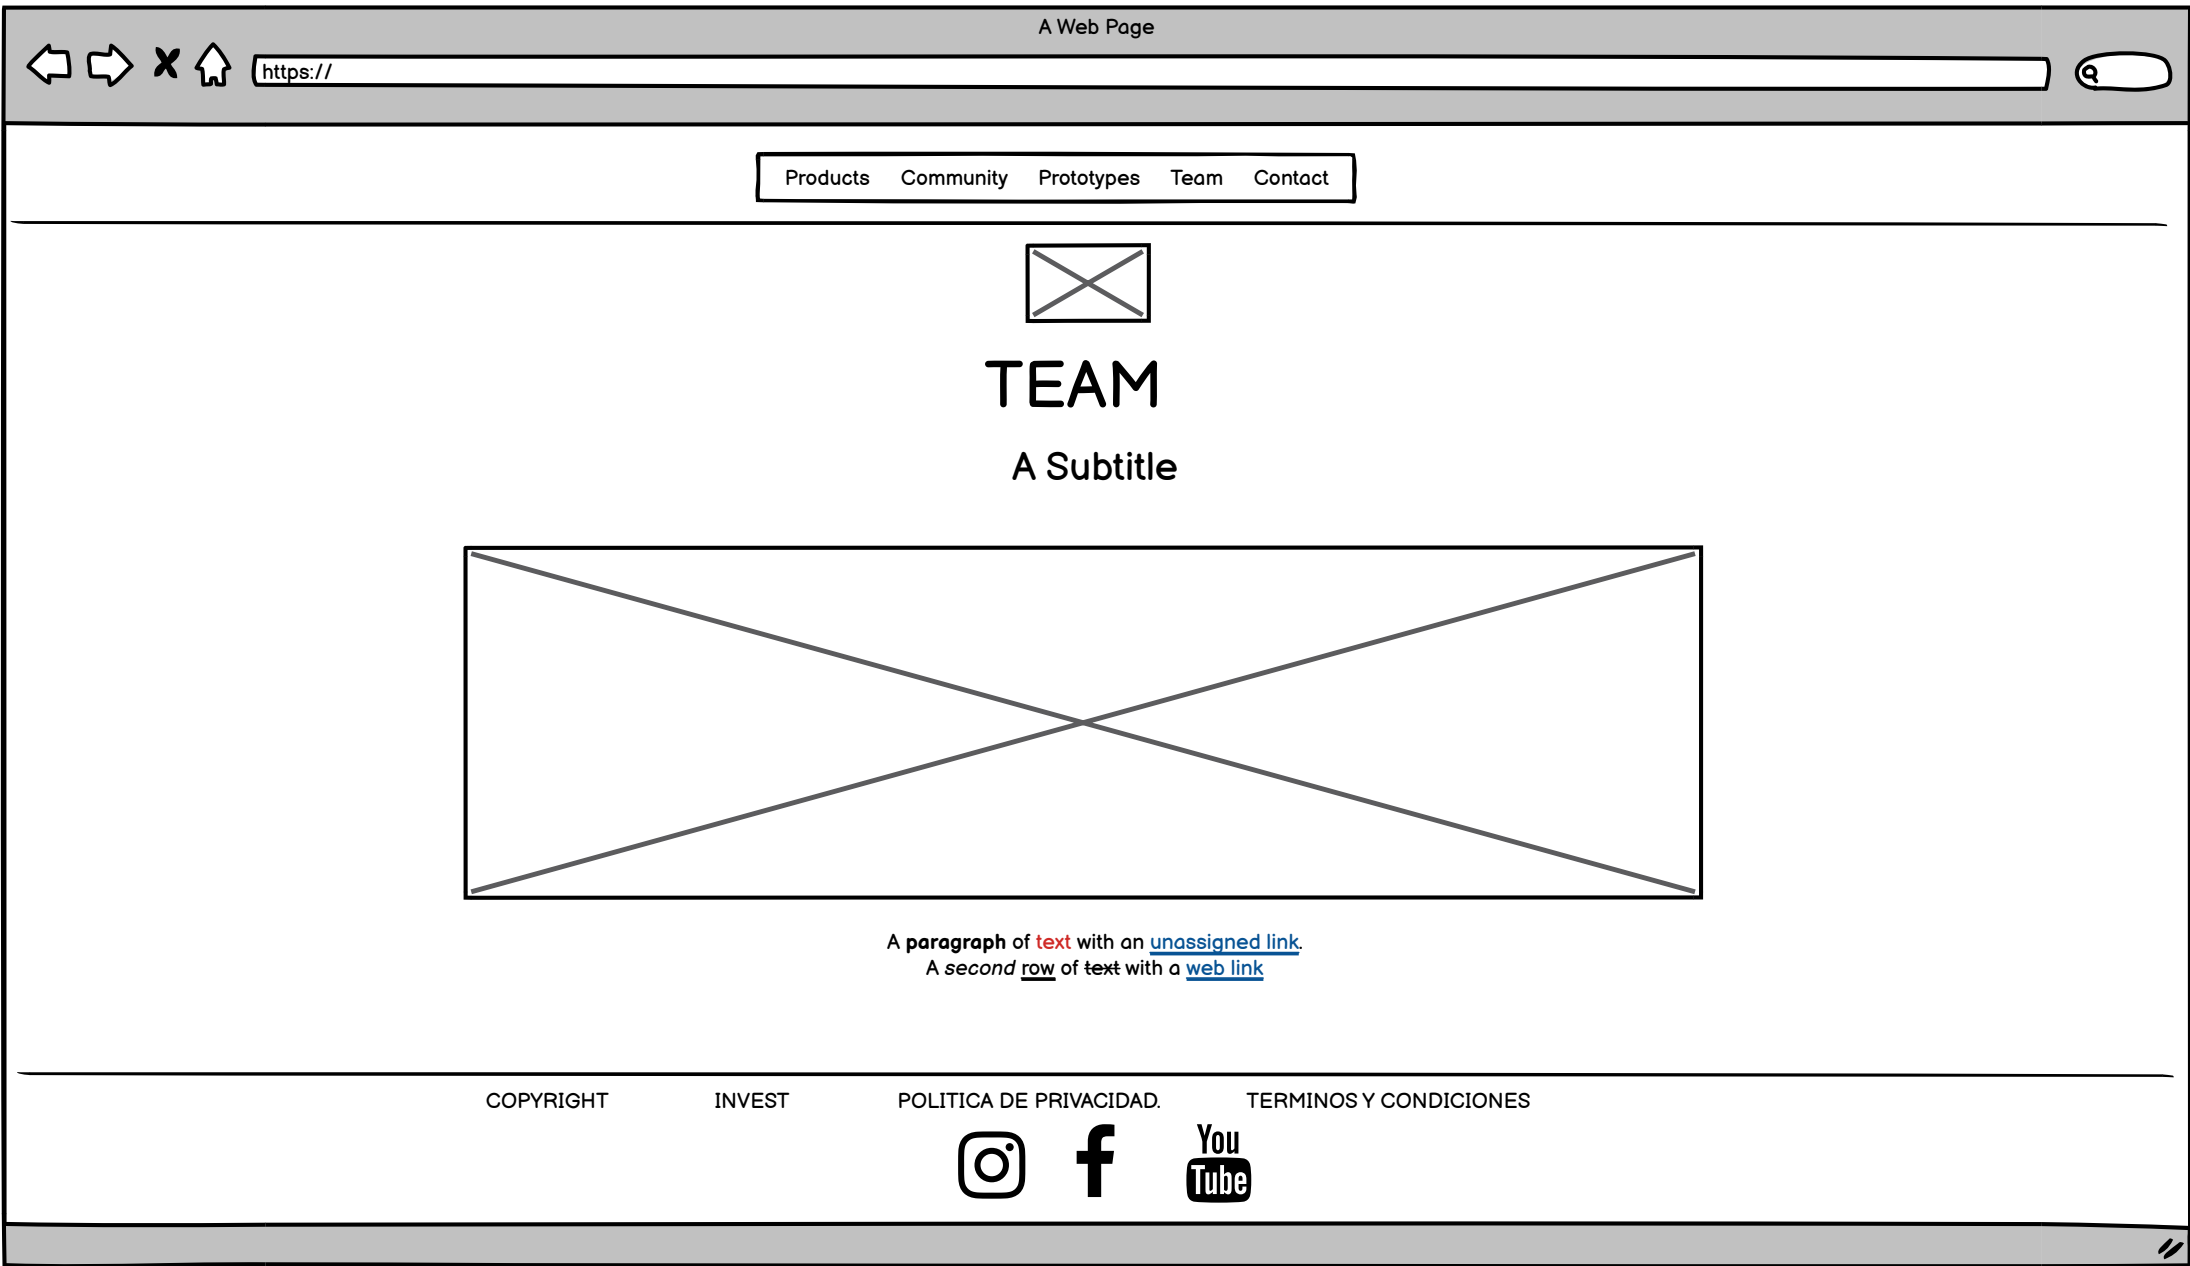 A Web Page
https://
Products Community Prototypes Team Contact
TEAM
A Subtitle
A paragraph of text with an unassigned link.
A second row of text with a web link
COPYRIGHT INVEST POLITICA DE PRIVACIDAD. TERMINOS Y CONDICIONES
You
Tube